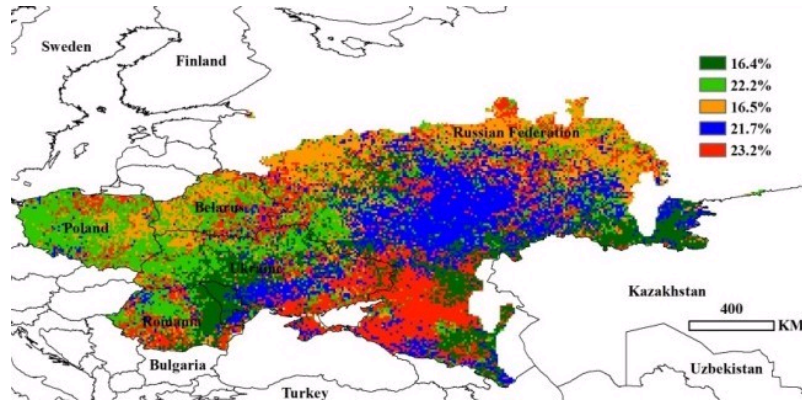 Sweden
Finland
16.4%
22.2%
16.5%
21.7%
23.2%
Russian Federation
Belaru
Poland
Ukraine
Romania
Kazakhstan
400
KM
Bulgaria
Uzbekistan
Turkey